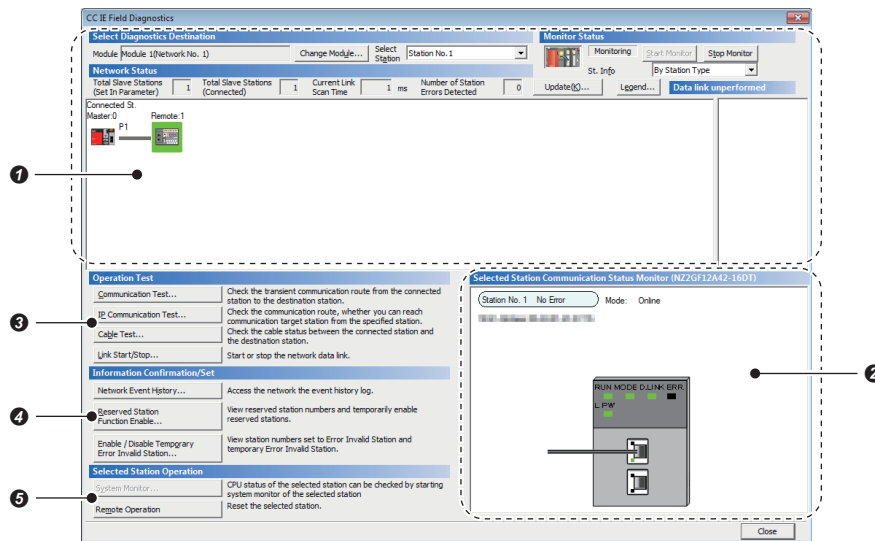 CC IE Field Diagnostics
Select Diagnostics Destination
Monitor Status
Module Module 1(Network No. 1) Change Module... Select Station Station No.1
Monitoring Start Monitor Stop Monitor
St. Info By Station Type
Network Status
Total Slave Stations (Set In Parameter) 1 Total Slave Stations (Connected) 1 Current Link Scan Time 1 ms Number of Station Errors Detected 0 Update(K)... Legend... Data link unperformed
Connected St.
Master:0 Remote:1
P1
1
Operation Test
Communication Test... Check the transient communication route from the connected station to the destination station.
3
IP Communication Test... Check the communication route, whether you can reach communication target station from the specified station.
Cable Test... Check the cable status between the connected station and the destination station.
Link Start/Stop... Start or stop the network data link.
Information Confirmation/Set
Network Event History... Access the network the event history log.
4
Reserved Station Function Enable... View reserved station numbers and temporarily enable reserved stations.
Enable / Disable Temporary Error Invalid Station... View station numbers set to Error Invalid Station and temporary Error Invalid Station.
Selected Station Operation
5
System Monitor... CPU status of the selected station can be checked by starting system monitor of the selected station
Remote Operation Reset the selected station.
Selected Station Communication Status Monitor (NZ2GF12A42-16DT)
Station No. 1 No Error Mode: Online
2
RUN MODE D.LINK ERR.
L PW
Close